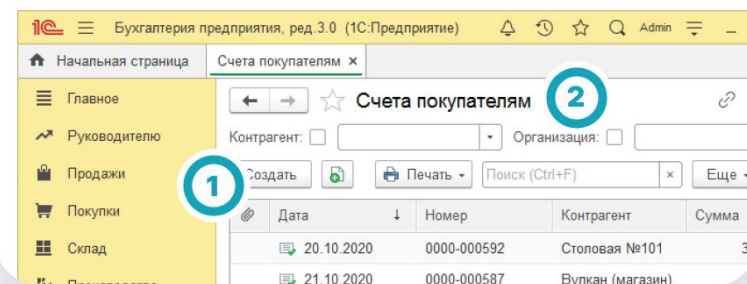 1С Бухгалтерия предприятия, ред.3.0 (1С:Предприятие) Admin
Начальная страница Счета покупателям ×
Главное
Руководителю
Продажи
Покупки
Склад
Счета покупателям 2
Контрагент: Организация:
1 Создать Печать Поиск (Ctrl+F) × Еще
Дата ↓ Номер Контрагент Сумма
20.10.2020 0000-000592 Столовая №101 3
21.10.2020 0000-000587 Вулкан (магазин)